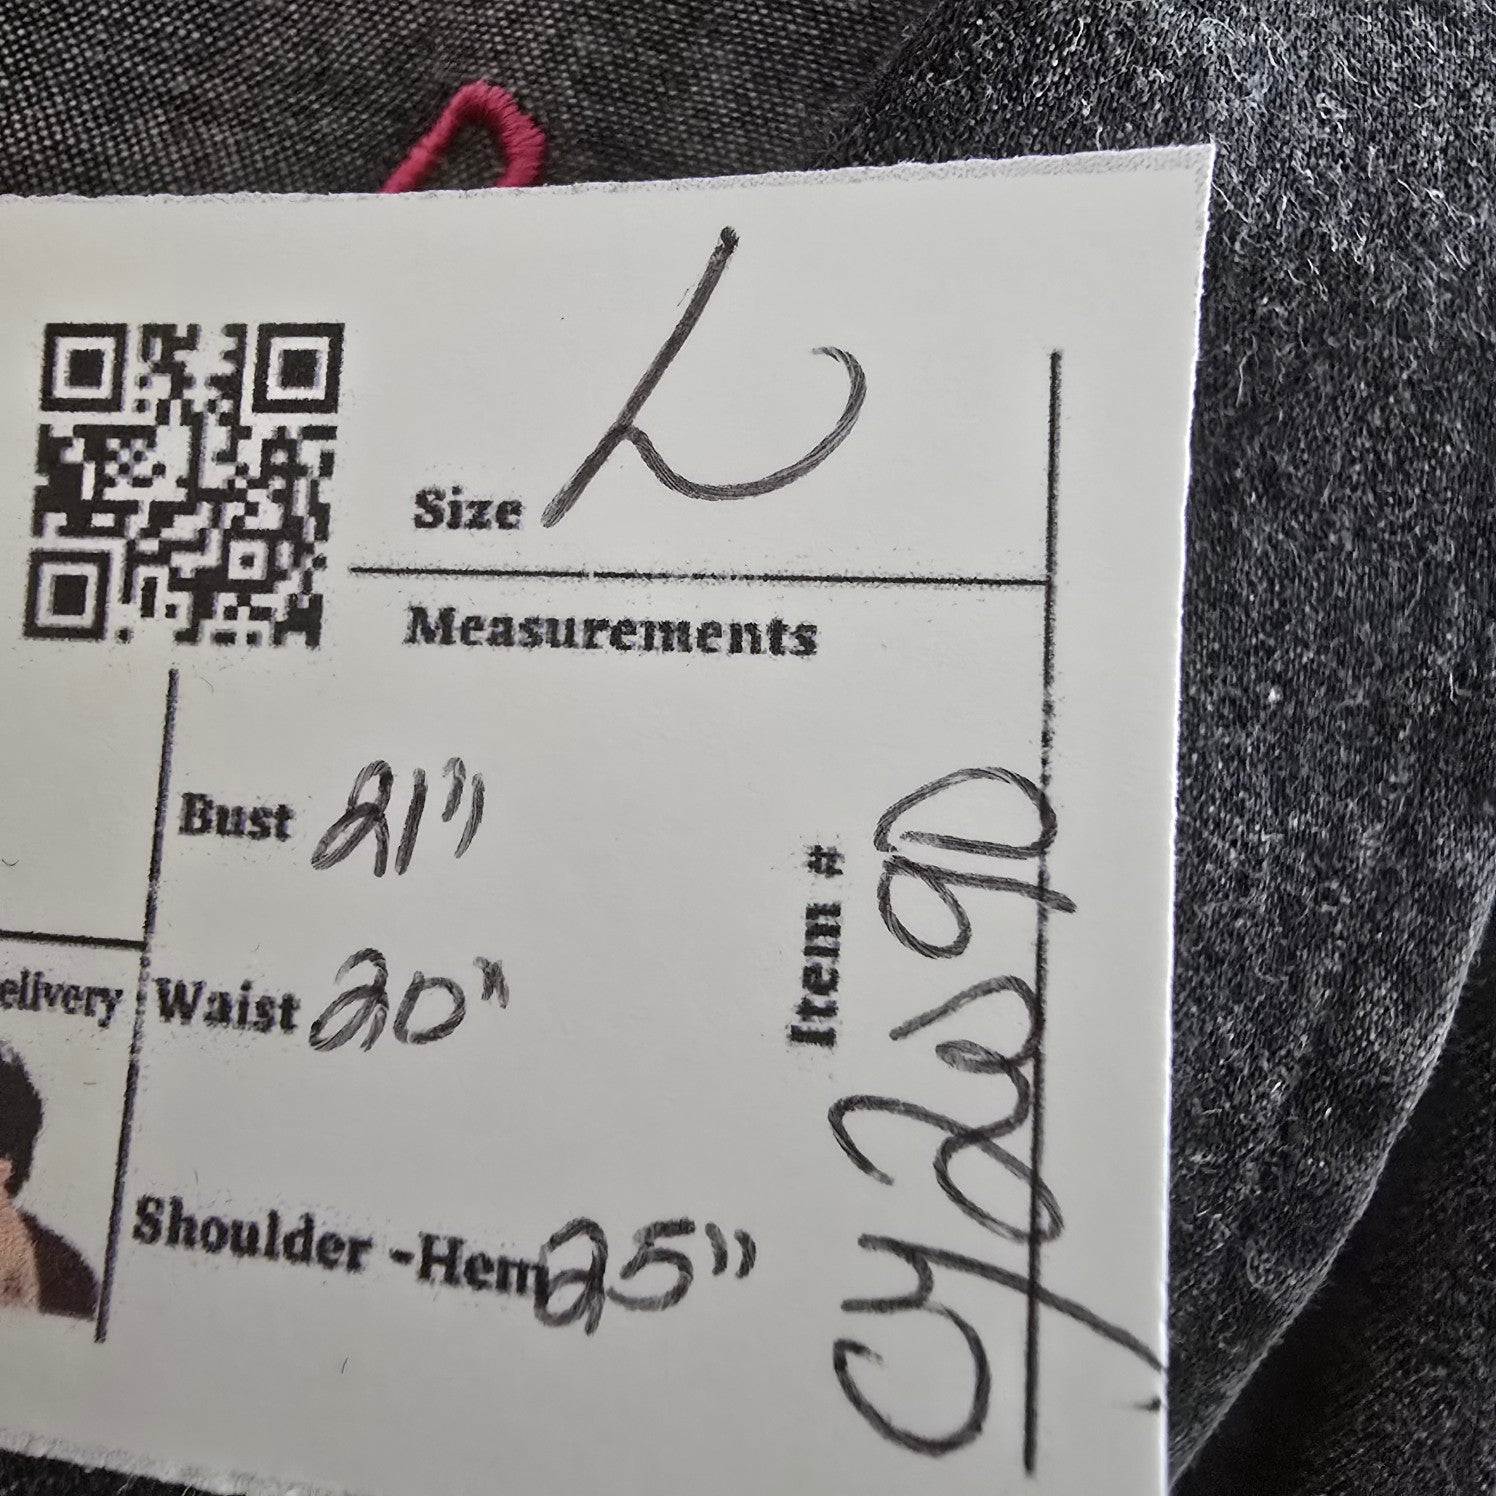 Size L
Measurements
Bust 21"
Waist 20"
Shoulder -Hem 25"
elivery
Item #